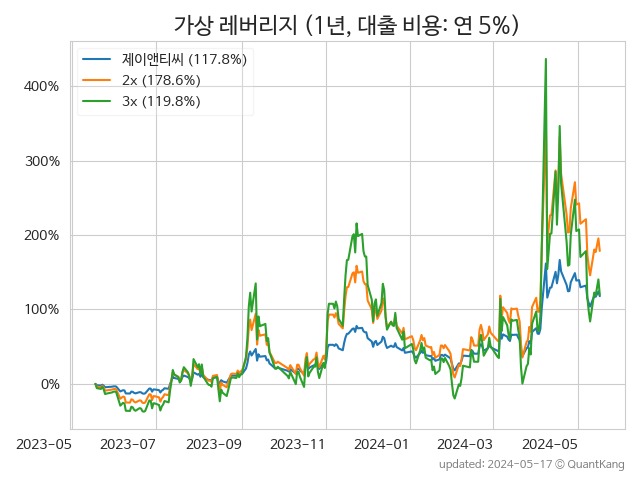 가상 레버리지 (1년, 대출 비용: 연 5%)
제이앤티씨 (117.8%)
2x (178.6%)
3x (119.8%)
400%
300%
200%
100%
0%
2023-05 2023-07 2023-09 2023-11 2024-01 2024-03 2024-05
updated: 2024-05-17 © QuantKang